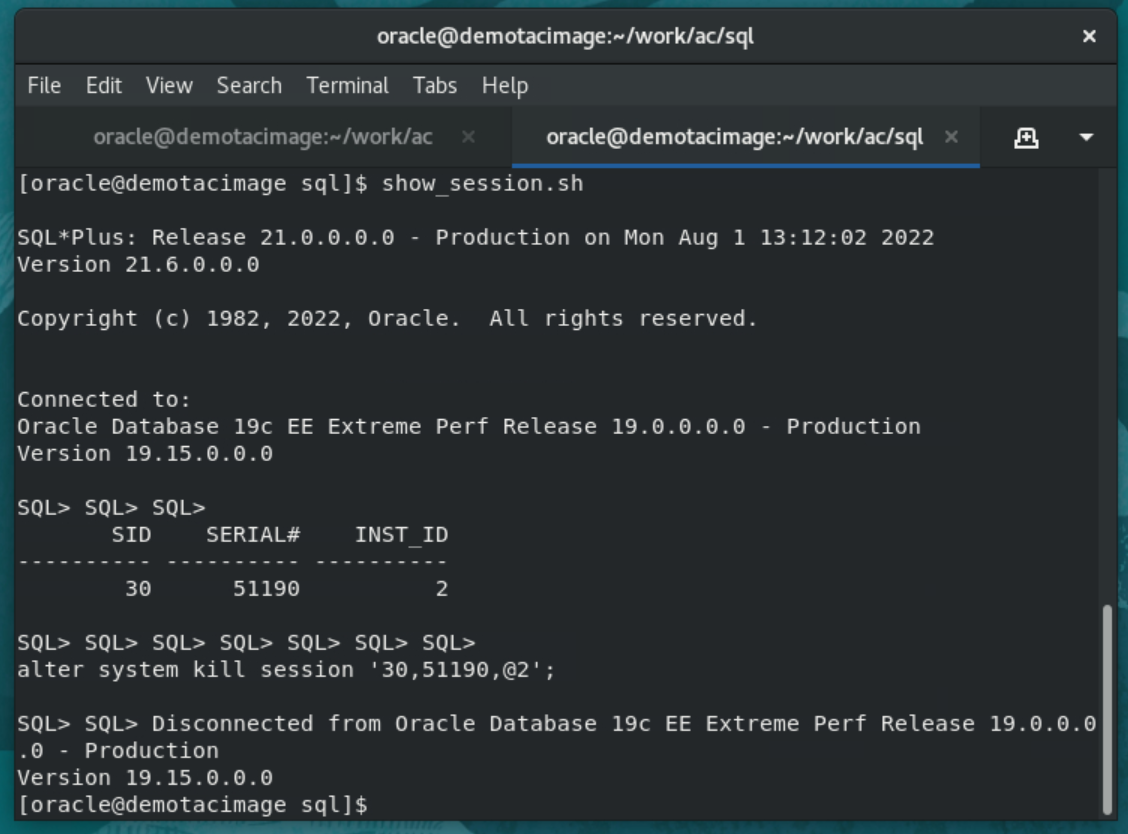 oracle@demotacimage:~/work/ac/sql ×
File Edit View Search Terminal Tabs Help
oracle@demotacimage:~/work/ac × oracle@demotacimage:~/work/ac/sql ×
[oracle@demotacimage sql]$ show_session.sh
SQL*Plus: Release 21.0.0.0.0 - Production on Mon Aug 1 13:12:02 2022
Version 21.6.0.0.0
Copyright (c) 1982, 2022, Oracle.  All rights reserved.
Connected to:
Oracle Database 19c EE Extreme Perf Release 19.0.0.0.0 - Production
Version 19.15.0.0.0
SQL> SQL> SQL>
       SID    SERIAL#    INST_ID
---------- ---------- ----------
        30      51190          2
SQL> SQL> SQL> SQL> SQL> SQL> SQL>
alter system kill session '30,51190,@2';
SQL> SQL> Disconnected from Oracle Database 19c EE Extreme Perf Release 19.0.0.0
.0 - Production
Version 19.15.0.0.0
[oracle@demotacimage sql]$